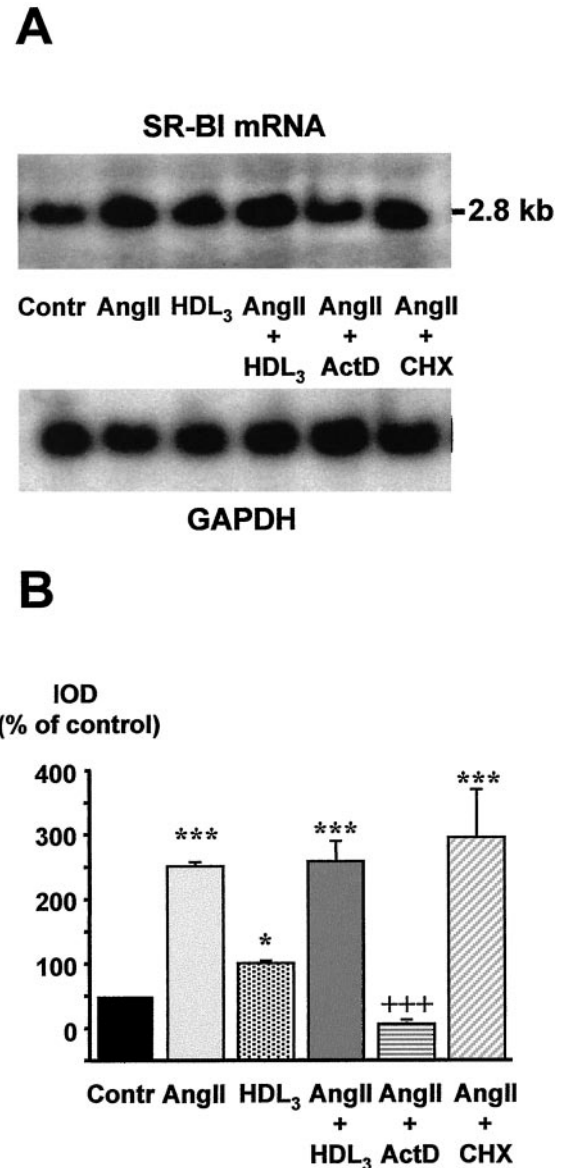 A
SR-BI mRNA
-2.8 kb
Contr AngII HDL₃ AngII AngII AngII
+ + +
HDL₃ ActD CHX
GAPDH
B
IOD
(% of control)
400
***
***
***
300
200
*
100
+++
0
Contr AngII HDL₃ AngII AngII AngII
+ + +
HDL₃ ActD CHX